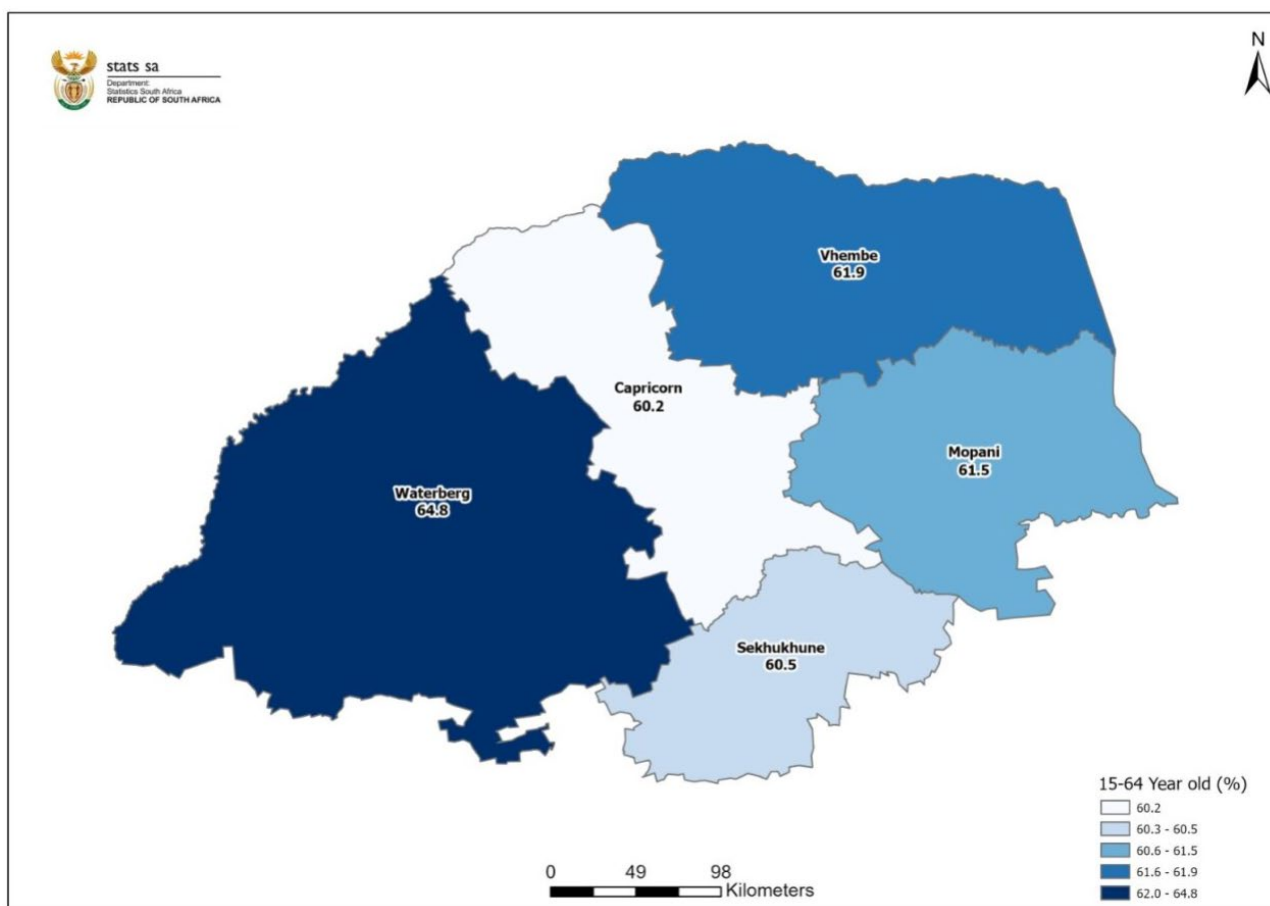 stats sa
Department:
Statistics South Africa
REPUBLIC OF SOUTH AFRICA
N
Vhembe
61.9
Capricorn
60.2
Mopani
61.5
Waterberg
64.8
Sekhukhune
60.5
15-64 Year old (%)
60.2
60.3 - 60.5
60.6 - 61.5
61.6 - 61.9
62.0 - 64.8
0 49 98
Kilometers